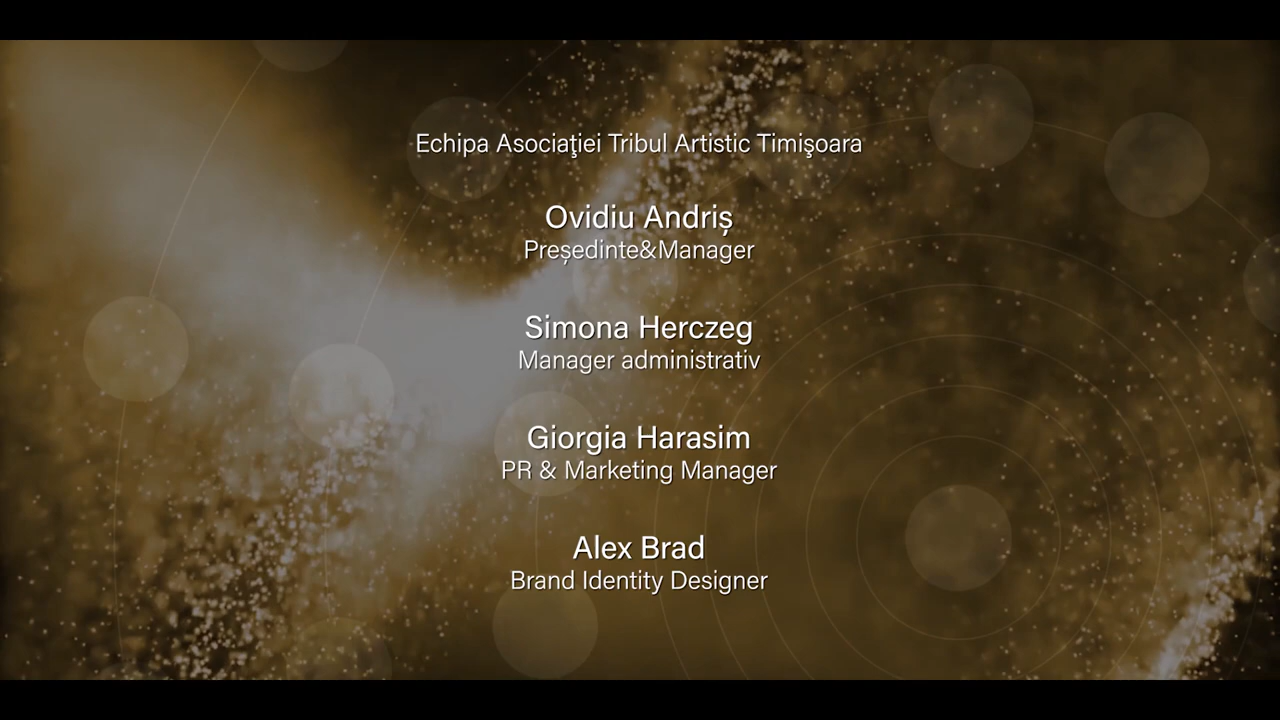 Echipa Asociaţiei Tribul Artistic Timişoara
Ovidiu Andriș
Președinte&Manager
Simona Herczeg
Manager administrativ
Giorgia Harasim
PR & Marketing Manager
Alex Brad
Brand Identity Designer